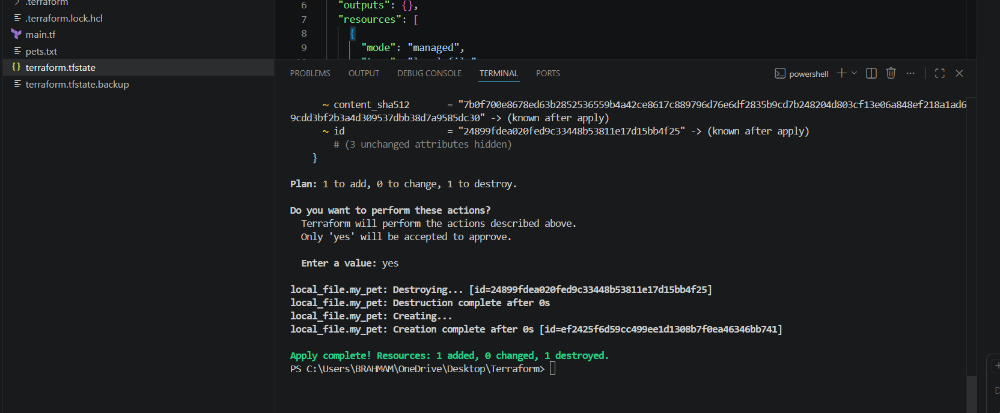 .terraform
.terraform.lock.hcl
main.tf
pets.txt
terraform.tfstate
terraform.tfstate.backup
6 "outputs": {},
7 "resources": [
8 {
9 "mode": "managed",
PROBLEMS OUTPUT DEBUG CONSOLE TERMINAL PORTS powershell
~ content_sha512 = "7b0f700e8678ed63b2852536559b4a42ce8617c889796d76e6df2835b9cd7b248204d803cf13e06a848ef218a1ad6
9cdd3bf2b3a4d309537dbb38d7a9585dc30" -> (known after apply)
~ id = "24899fdea020fed9c33448b53811e17d15bb4f25" -> (known after apply)
# (3 unchanged attributes hidden)
}
Plan: 1 to add, 0 to change, 1 to destroy.
Do you want to perform these actions?
Terraform will perform the actions described above.
Only 'yes' will be accepted to approve.
Enter a value: yes
local_file.my_pet: Destroying... [id=24899fdea020fed9c33448b53811e17d15bb4f25]
local_file.my_pet: Destruction complete after 0s
local_file.my_pet: Creating...
local_file.my_pet: Creation complete after 0s [id=ef2425f6d59cc499ee1d1308b7f0ea46346bb741]
Apply complete! Resources: 1 added, 0 changed, 1 destroyed.
PS C:\Users\BRAHMAM\OneDrive\Desktop\Terraform>